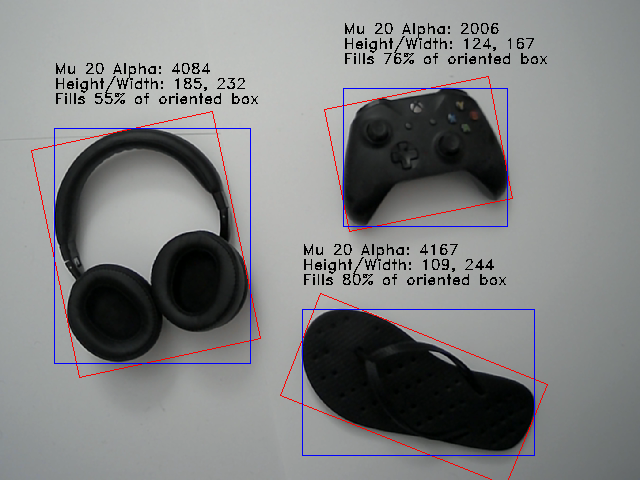 Mu 20 Alpha: 2006
Height/Width: 124, 167
Fills 76% of oriented box
Mu 20 Alpha: 4084
Height/Width: 185, 232
Fills 55% of oriented box
Mu 20 Alpha: 4167
Height/Width: 109, 244
Fills 80% of oriented box